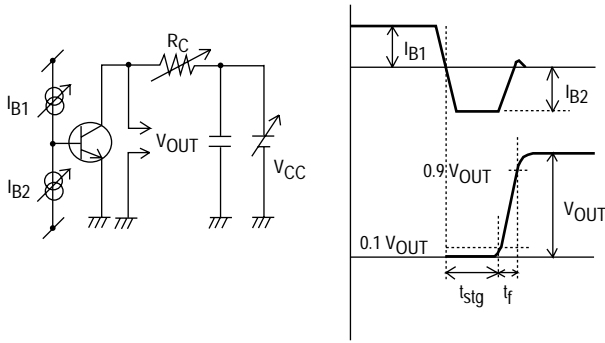 R_C
I_B1
I_B2
V_OUT
V_CC
I_B1
I_B2
0.9 V_OUT
V_OUT
0.1 V_OUT
t_stg
t_f